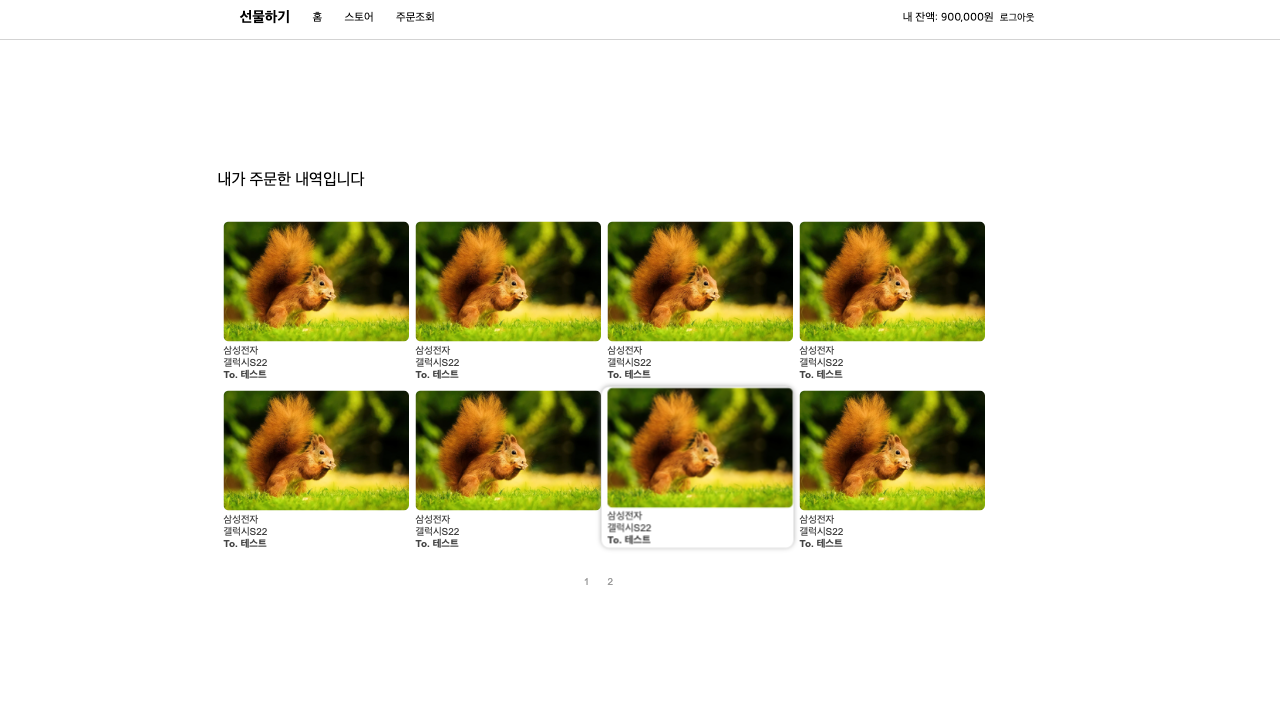 선물하기 홈 스토어 주문조회 내 잔액: 900,000원 로그아웃
내가 주문한 내역입니다
삼성전자 삼성전자 삼성전자 삼성전자
갤럭시S22 갤럭시S22 갤럭시S22 갤럭시S22
To. 테스트 To. 테스트 To. 테스트 To. 테스트
삼성전자 삼성전자 삼성전자 삼성전자
갤럭시S22 갤럭시S22 갤럭시S22 갤럭시S22
To. 테스트 To. 테스트 To. 테스트 To. 테스트
1 2